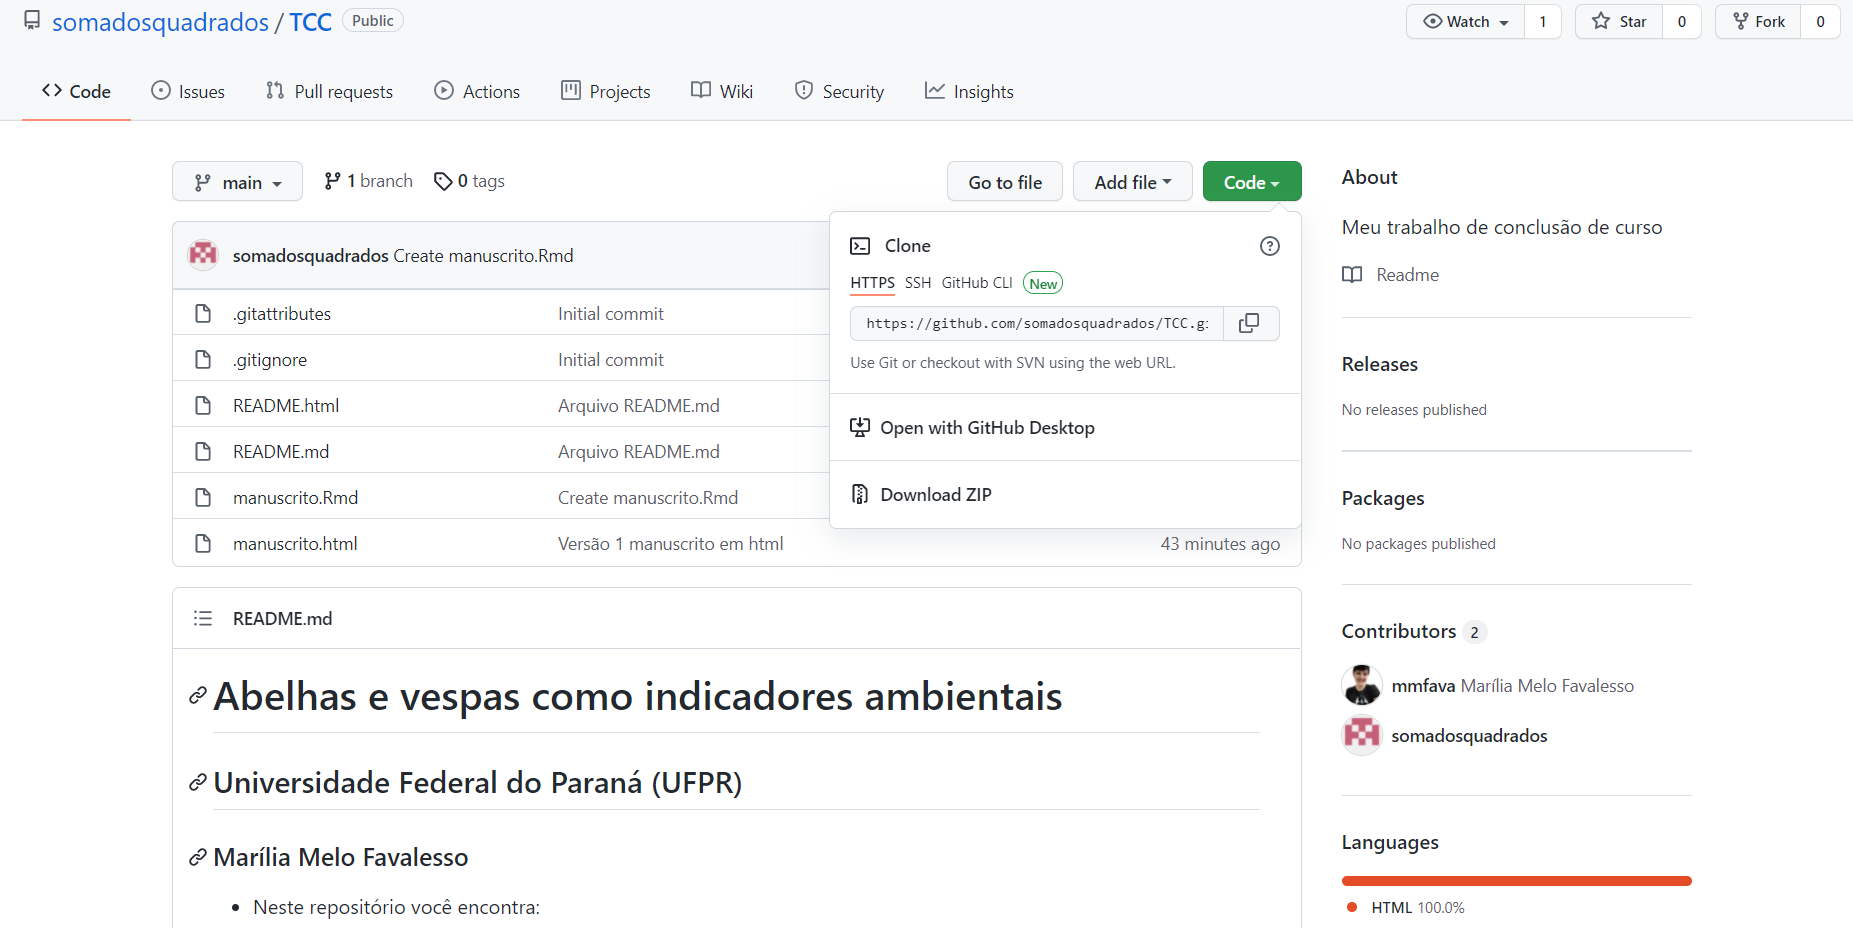 somadosquadrados / TCC Public
Watch 1 Star 0 Fork 0
Code Issues Pull requests Actions Projects Wiki Security Insights
main 1 branch 0 tags Go to file Add file Code
somadosquadrados Create manuscrito.Rmd
.gitattributes Initial commit
.gitignore Initial commit
README.html Arquivo README.md
README.md Arquivo README.md
manuscrito.Rmd Create manuscrito.Rmd
manuscrito.html Versão 1 manuscrito em html 43 minutes ago
Clone
HTTPS SSH GitHub CLI New
https://github.com/somadosquadrados/TCC.g
Use Git or checkout with SVN using the web URL.
Open with GitHub Desktop
Download ZIP
README.md
Abelhas e vespas como indicadores ambientais
Universidade Federal do Paraná (UFPR)
Marília Melo Favalesso
Neste repositório você encontra:
About
Meu trabalho de conclusão de curso
Readme
Releases
No releases published
Packages
No packages published
Contributors 2
mmfava Marília Melo Favalesso
somadosquadrados
Languages
HTML 100.0%